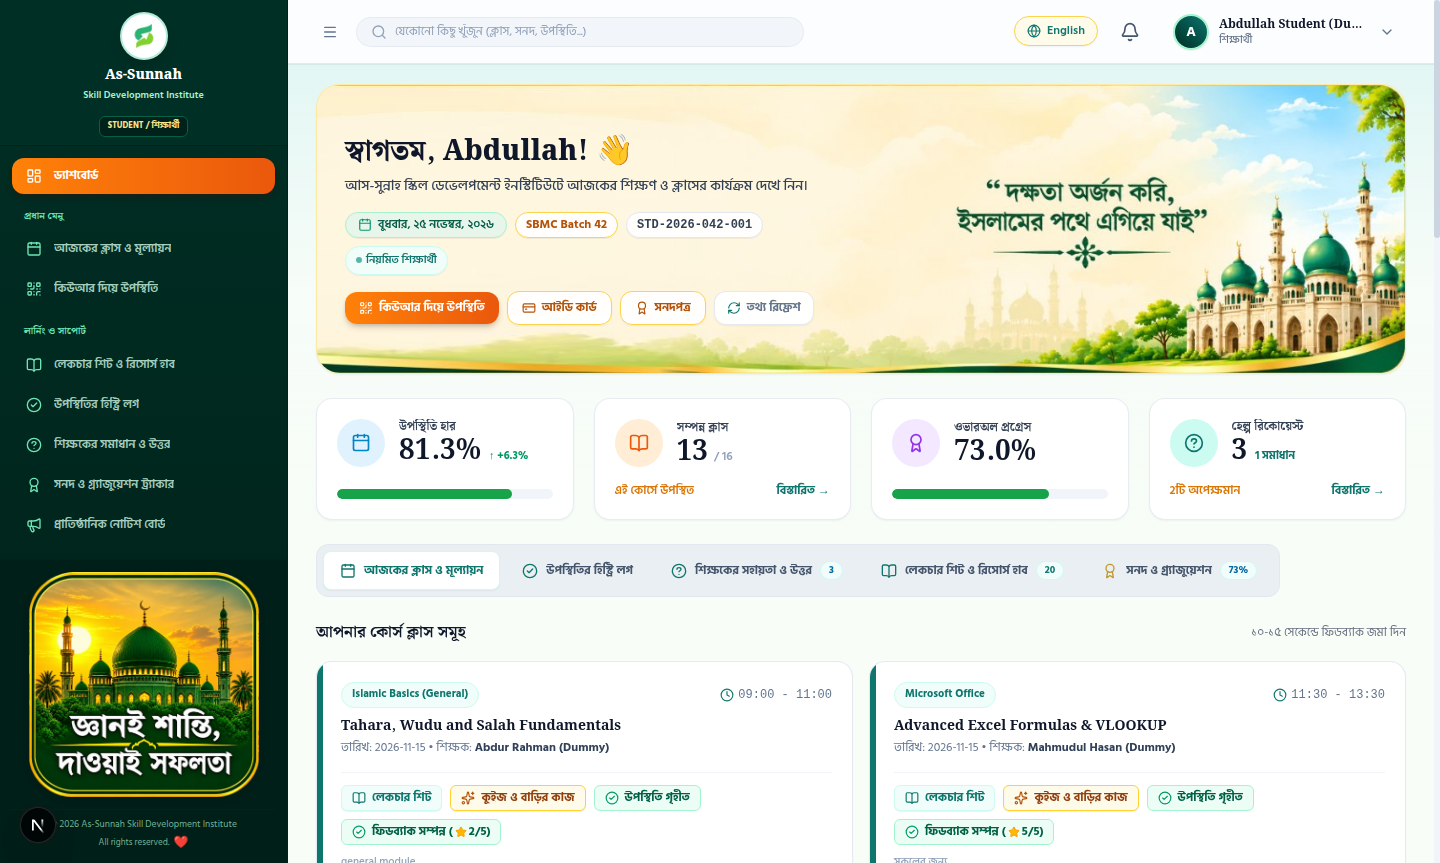 As-Sunnah
Skill Development Institute
STUDENT / শিক্ষার্থী
ড্যাশবোর্ড
প্রধান মেনু
আজকের ক্লাস ও মূল্যায়ন
কিউআর দিয়ে উপস্থিতি
লার্নিং ও সাপোর্ট
লেকচার শিট ও রিসোর্স হাব
উপস্থিতির হিস্ট্রি লগ
শিক্ষকের সমাধান ও উত্তর
সনদ ও গ্র্যাজুয়েশন ট্র্যাকার
প্রাতিষ্ঠানিক নোটিশ বোর্ড
জ্ঞানই শান্তি,
দাওয়াই সফলতা
N
2026 As-Sunnah Skill Development Institute
All rights reserved. ❤️
যেকোনো কিছু খুঁজুন (ক্লাস, সনদ, উপস্থিতি...)
English
A
Abdullah Student (Du...
শিক্ষার্থী
স্বাগতম, Abdullah! 👋
আস-সুন্নাহ স্কিল ডেভেলপমেন্ট ইনস্টিটিউটে আজকের শিক্ষণ ও ক্লাসের কার্যক্রম দেখে নিন।
বুধবার, ২৫ নভেম্বর, ২০২৬ SBMC Batch 42 STD-2026-042-001
নিয়মিত শিক্ষার্থী
কিউআর দিয়ে উপস্থিতি আইডি কার্ড সনদপত্র তথ্য রিফ্রেশ
“ দক্ষতা অর্জন করি,
ইসলামের পথে এগিয়ে যাই”
উপস্থিতি হার
81.3% ↑ +6.3%
সম্পন্ন ক্লাস
13 / 16
এই কোর্সে উপস্থিত বিস্তারিত →
ওভারঅল প্রগ্রেস
73.0%
হেল্প রিকোয়েস্ট
3 1 সমাধান
2টি অপেক্ষমান বিস্তারিত →
আজকের ক্লাস ও মূল্যায়ন উপস্থিতির হিস্ট্রি লগ শিক্ষকের সহায়তা ও উত্তর 3 লেকচার শিট ও রিসোর্স হাব 20 সনদ ও গ্র্যাজুয়েশন 73%
আপনার কোর্স ক্লাস সমূহ ১০-১৫ সেকেন্ডে ফিডব্যাক জমা দিন
Islamic Basics (General) 09:00 - 11:00
Tahara, Wudu and Salah Fundamentals
তারিখ: 2026-11-15 • শিক্ষক: Abdur Rahman (Dummy)
লেকচার শিট কুইজ ও বাড়ির কাজ উপস্থিতি গৃহীত
ফিডব্যাক সম্পন্ন (⭐2/5)
general module
Microsoft Office 11:30 - 13:30
Advanced Excel Formulas & VLOOKUP
তারিখ: 2026-11-15 • শিক্ষক: Mahmudul Hasan (Dummy)
লেকচার শিট কুইজ ও বাড়ির কাজ উপস্থিতি গৃহীত
ফিডব্যাক সম্পন্ন (⭐5/5)
সকলের জন্য